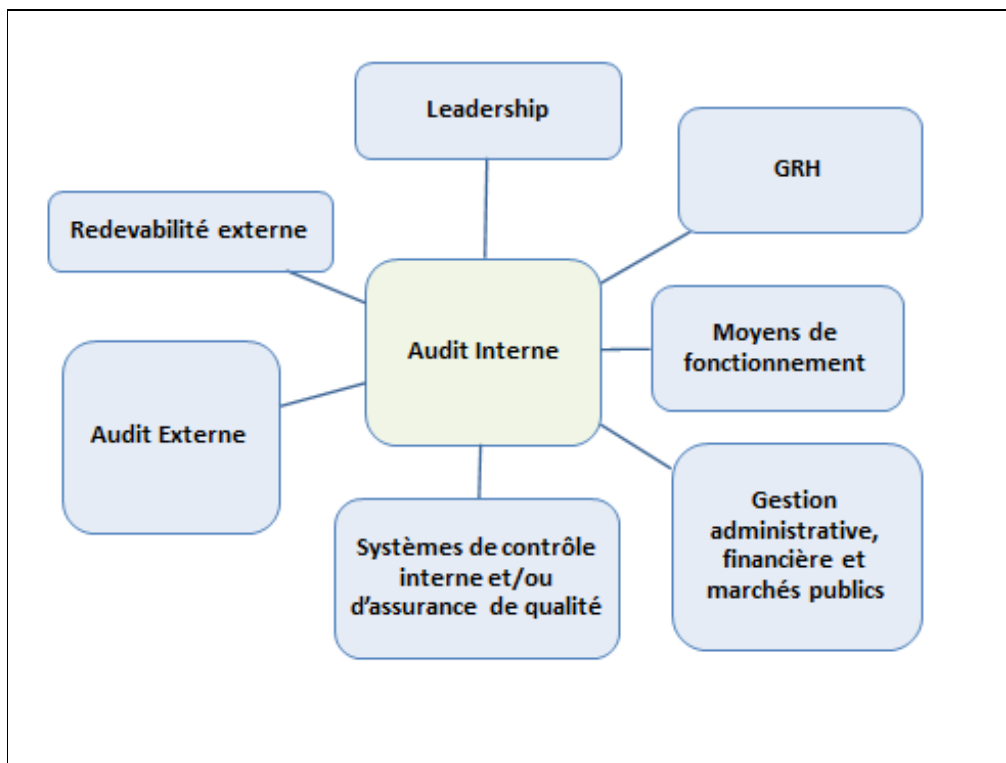 Leadership
GRH
Redevabilité externe
Audit Interne
Moyens de
fonctionnement
Audit Externe
Gestion
administrative,
financière et
marchés publics
Systèmes de contrôle
interne et/ou
d'assurance de qualité